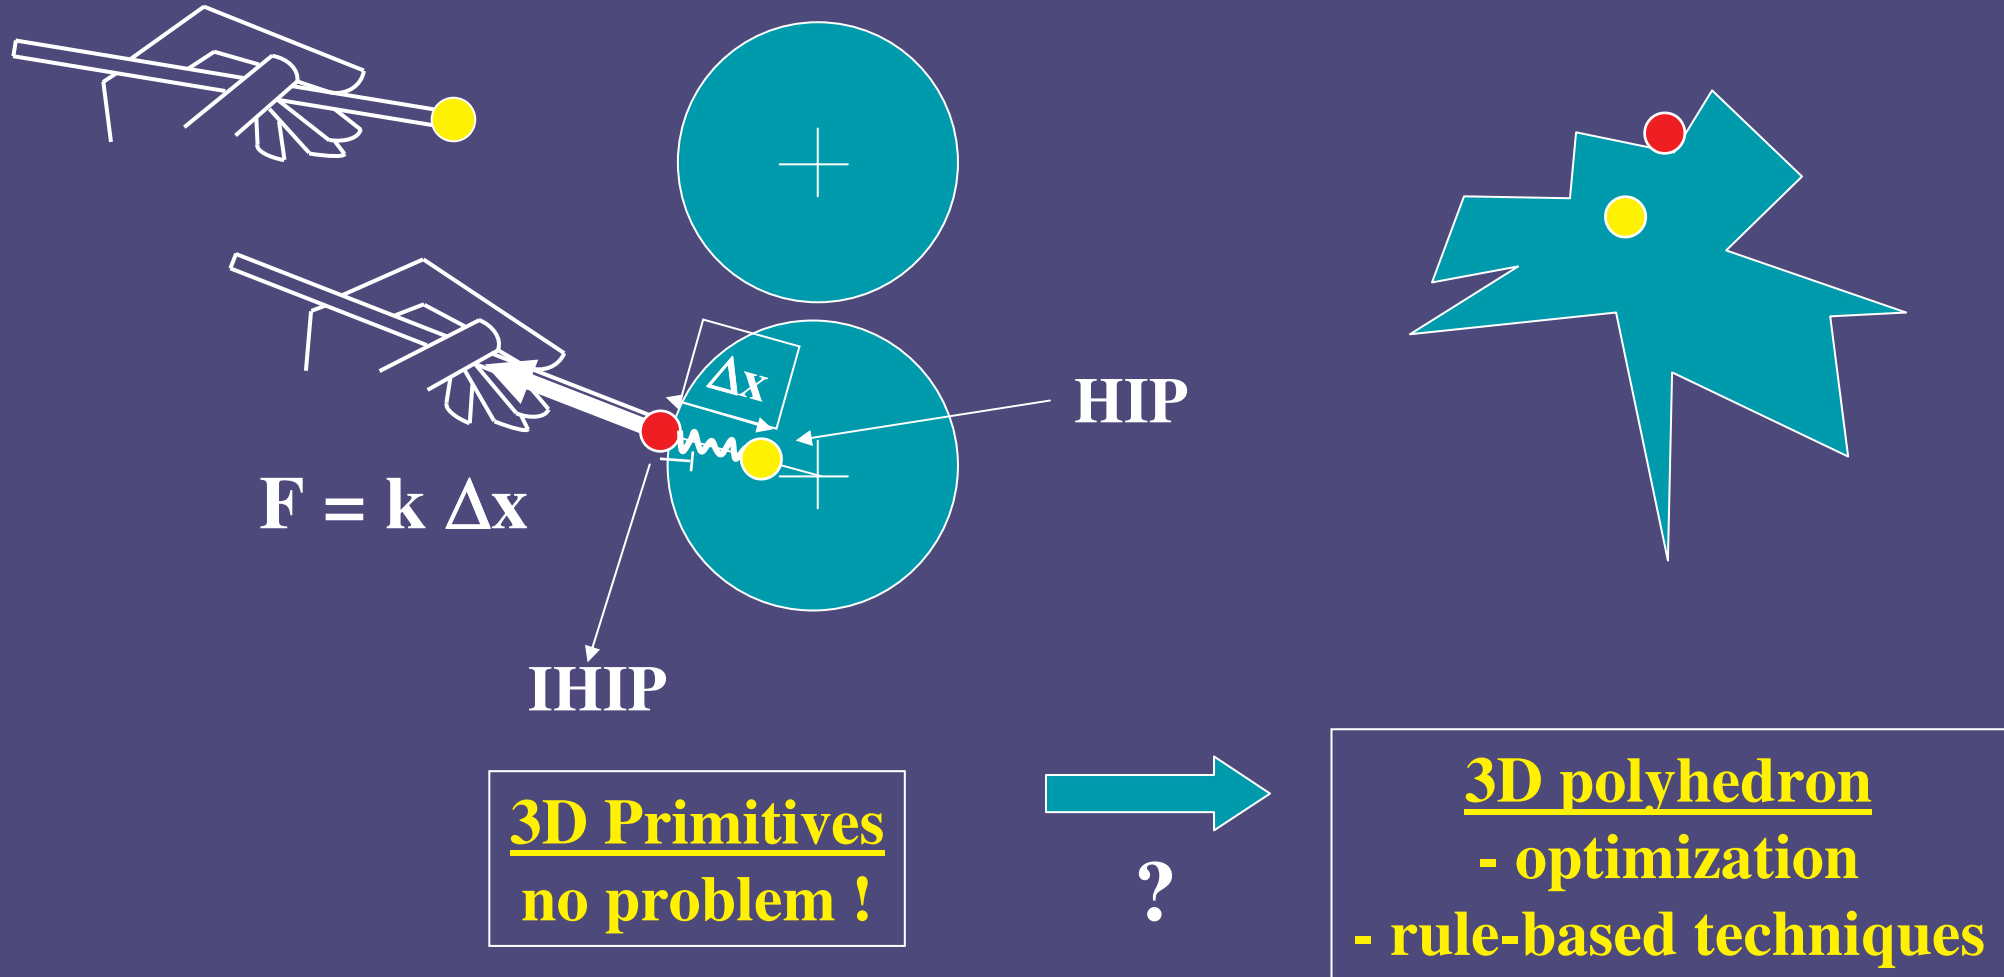 Δx
HIP
F = k Δx
IHIP
3D Primitives
no problem !
?
3D polyhedron
- optimization
- rule-based techniques